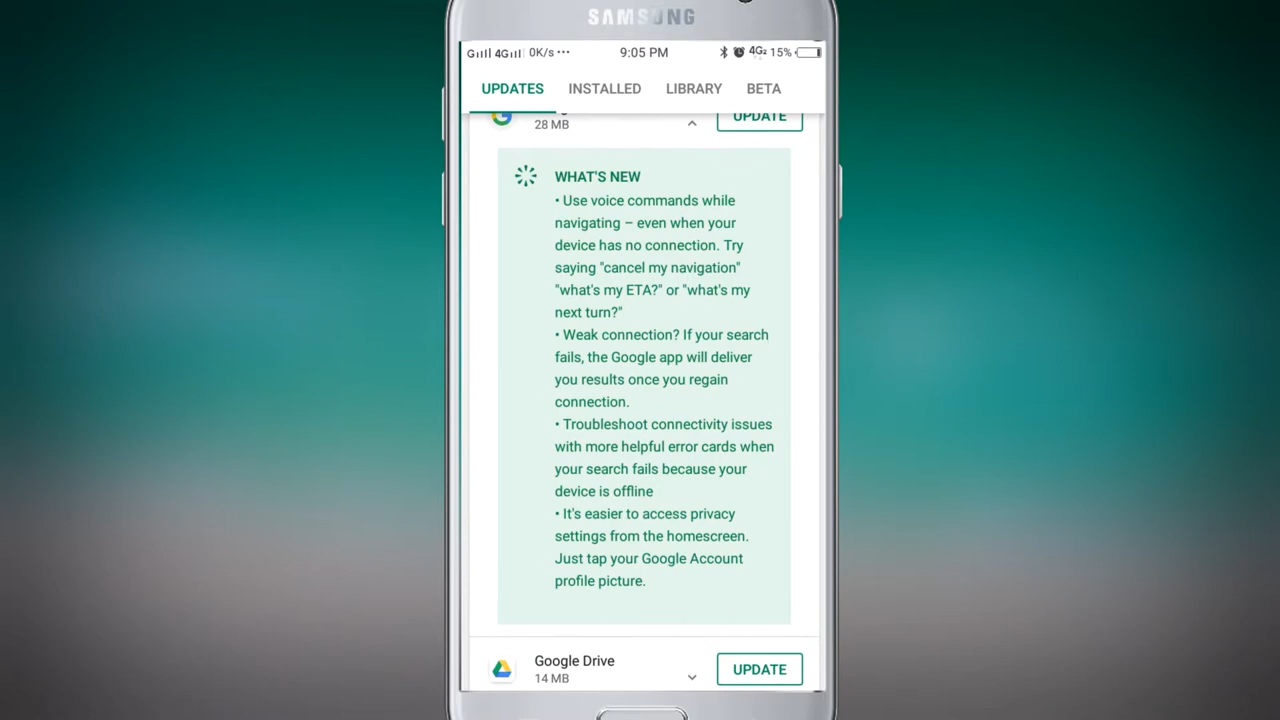 SAMSUNG
G 4G 0K/s ··· 9:05 PM 4G2 15%
UPDATES INSTALLED LIBRARY BETA
28 MB UPDATE
WHAT'S NEW
• Use voice commands while
navigating – even when your
device has no connection. Try
saying "cancel my navigation"
"what's my ETA?" or "what's my
next turn?"
• Weak connection? If your search
fails, the Google app will deliver
you results once you regain
connection.
• Troubleshoot connectivity issues
with more helpful error cards when
your search fails because your
device is offline
• It's easier to access privacy
settings from the homescreen.
Just tap your Google Account
profile picture.
Google Drive
14 MB UPDATE